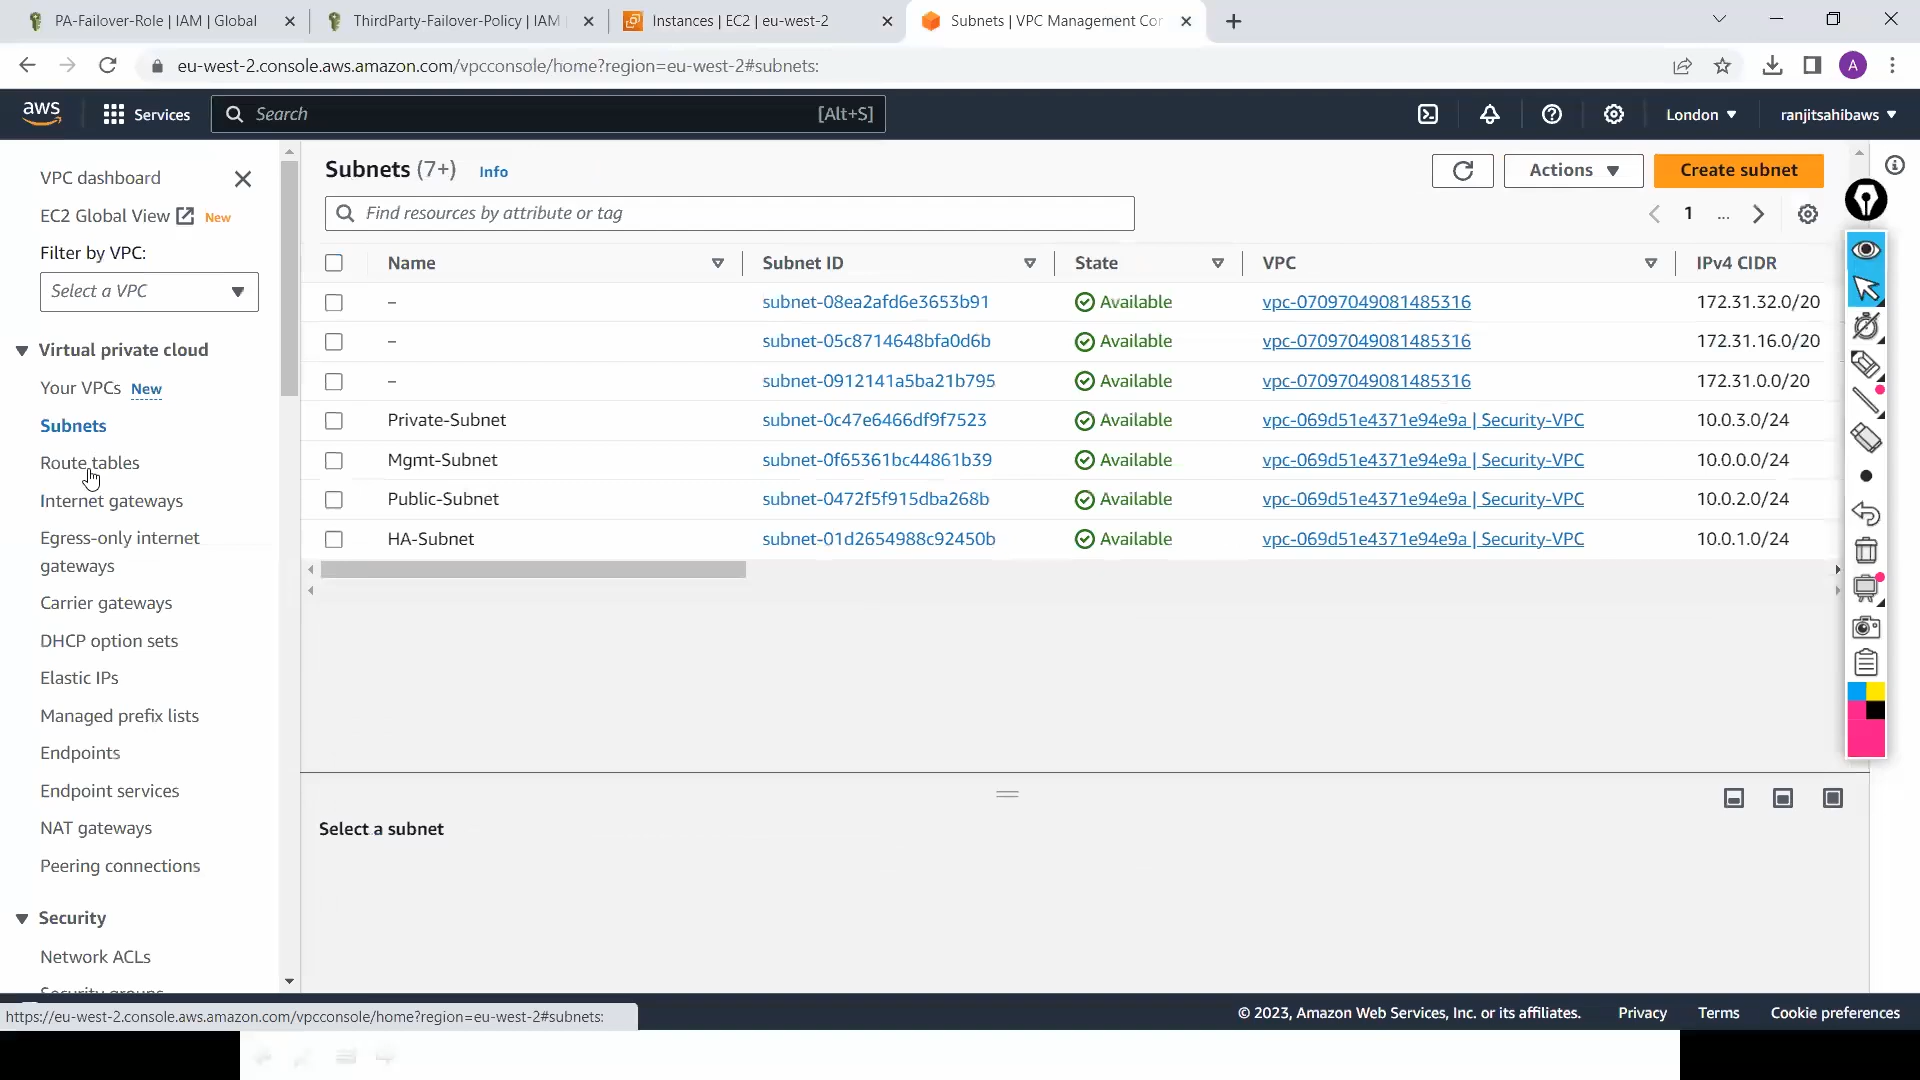 PA-Failover-Role | IAM | Global
ThirdParty-Failover-Policy | IAM
Instances | EC2 | eu-west-2
Subnets | VPC Management Cor
eu-west-2.console.aws.amazon.com/vpcconsole/home?region=eu-west-2#subnets:
A
aws
Services
Search
[Alt+S]
London
ranjitsahibaws
VPC dashboard
EC2 Global View New
Filter by VPC:
Select a VPC
Virtual private cloud
Your VPCs New
Subnets
Route tables
Internet gateways
Egress-only internet
gateways
Carrier gateways
DHCP option sets
Elastic IPs
Managed prefix lists
Endpoints
Endpoint services
NAT gateways
Peering connections
Security
Network ACLs
Security groups
Subnets (7+) Info
Actions
Create subnet
Find resources by attribute or tag
1 ...
Name Subnet ID State VPC IPv4 CIDR
– subnet-08ea2afd6e3653b91 Available vpc-07097049081485316 172.31.32.0/20
– subnet-05c8714648bfa0d6b Available vpc-07097049081485316 172.31.16.0/20
– subnet-0912141a5ba21b795 Available vpc-07097049081485316 172.31.0.0/20
Private-Subnet subnet-0c47e6466df9f7523 Available vpc-069d51e4371e94e9a | Security-VPC 10.0.3.0/24
Mgmt-Subnet subnet-0f65361bc44861b39 Available vpc-069d51e4371e94e9a | Security-VPC 10.0.0.0/24
Public-Subnet subnet-0472f5f915dba268b Available vpc-069d51e4371e94e9a | Security-VPC 10.0.2.0/24
HA-Subnet subnet-01d2654988c92450b Available vpc-069d51e4371e94e9a | Security-VPC 10.0.1.0/24
Select a subnet
https://eu-west-2.console.aws.amazon.com/vpcconsole/home?region=eu-west-2#subnets:
© 2023, Amazon Web Services, Inc. or its affiliates.
Privacy
Terms
Cookie preferences